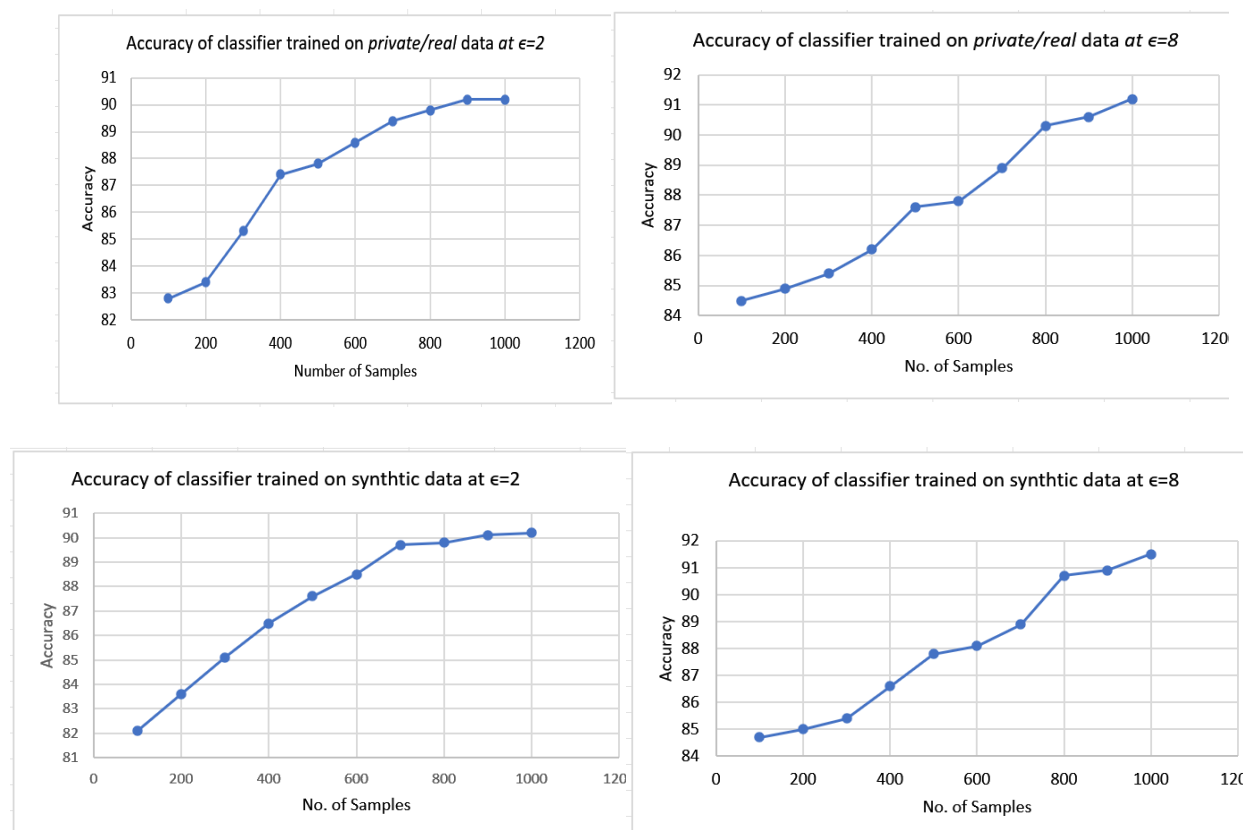 Accuracy of classifier trained on private/real data at ϵ=2
91
90
89
88
87
86
85
84
83
82
Accuracy
0 200 400 600 800 1000 1200
Number of Samples
Accuracy of classifier trained on private/real data at ϵ=8
92
91
90
89
88
87
86
85
84
Accuracy
0 200 400 600 800 1000 120
No. of Samples
Accuracy of classifier trained on synthtic data at ϵ=2
91
90
89
88
87
86
85
84
83
82
81
Accuracy
0 200 400 600 800 1000 120
No. of Samples
Accuracy of classifier trained on synthtic data at ϵ=8
92
91
90
89
88
87
86
85
84
Accuracy
0 200 400 600 800 1000 120
No. of Samples